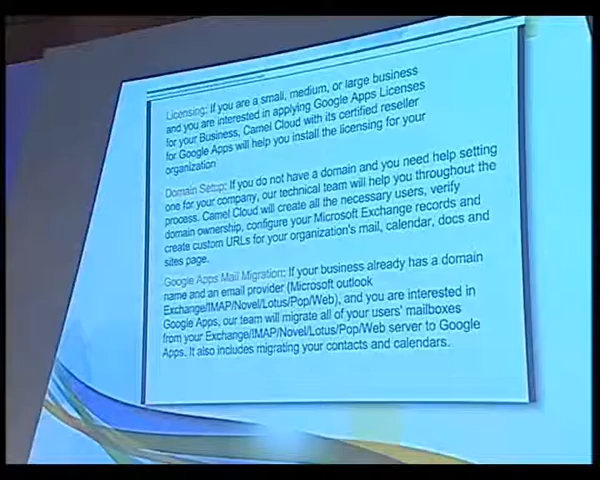 Licensing: If you are a small, medium, or large business
and you are interested in applying Google Apps Licenses
for your Business, Camel Cloud with its certified reseller
for Google Apps will help you install the licensing for your
organization
Domain Setup: If you do not have a domain and you need help setting
one for your company, our technical team will help you throughout the
process. Camel Cloud will create all the necessary users, verify
domain ownership, configure your Microsoft Exchange records and
create custom URLs for your organization's mail, calendar, docs and
sites page.
Google Apps Mail Migration: If your business already has a domain
name and an email provider (Microsoft outlook
Exchange/IMAP/Novel/Lotus/Pop/Web), and you are interested in
Google Apps, our team will migrate all of your users' mailboxes
from your Exchange/IMAP/Novel/Lotus/Pop/Web server to Google
Apps. It also includes migrating your contacts and calendars.